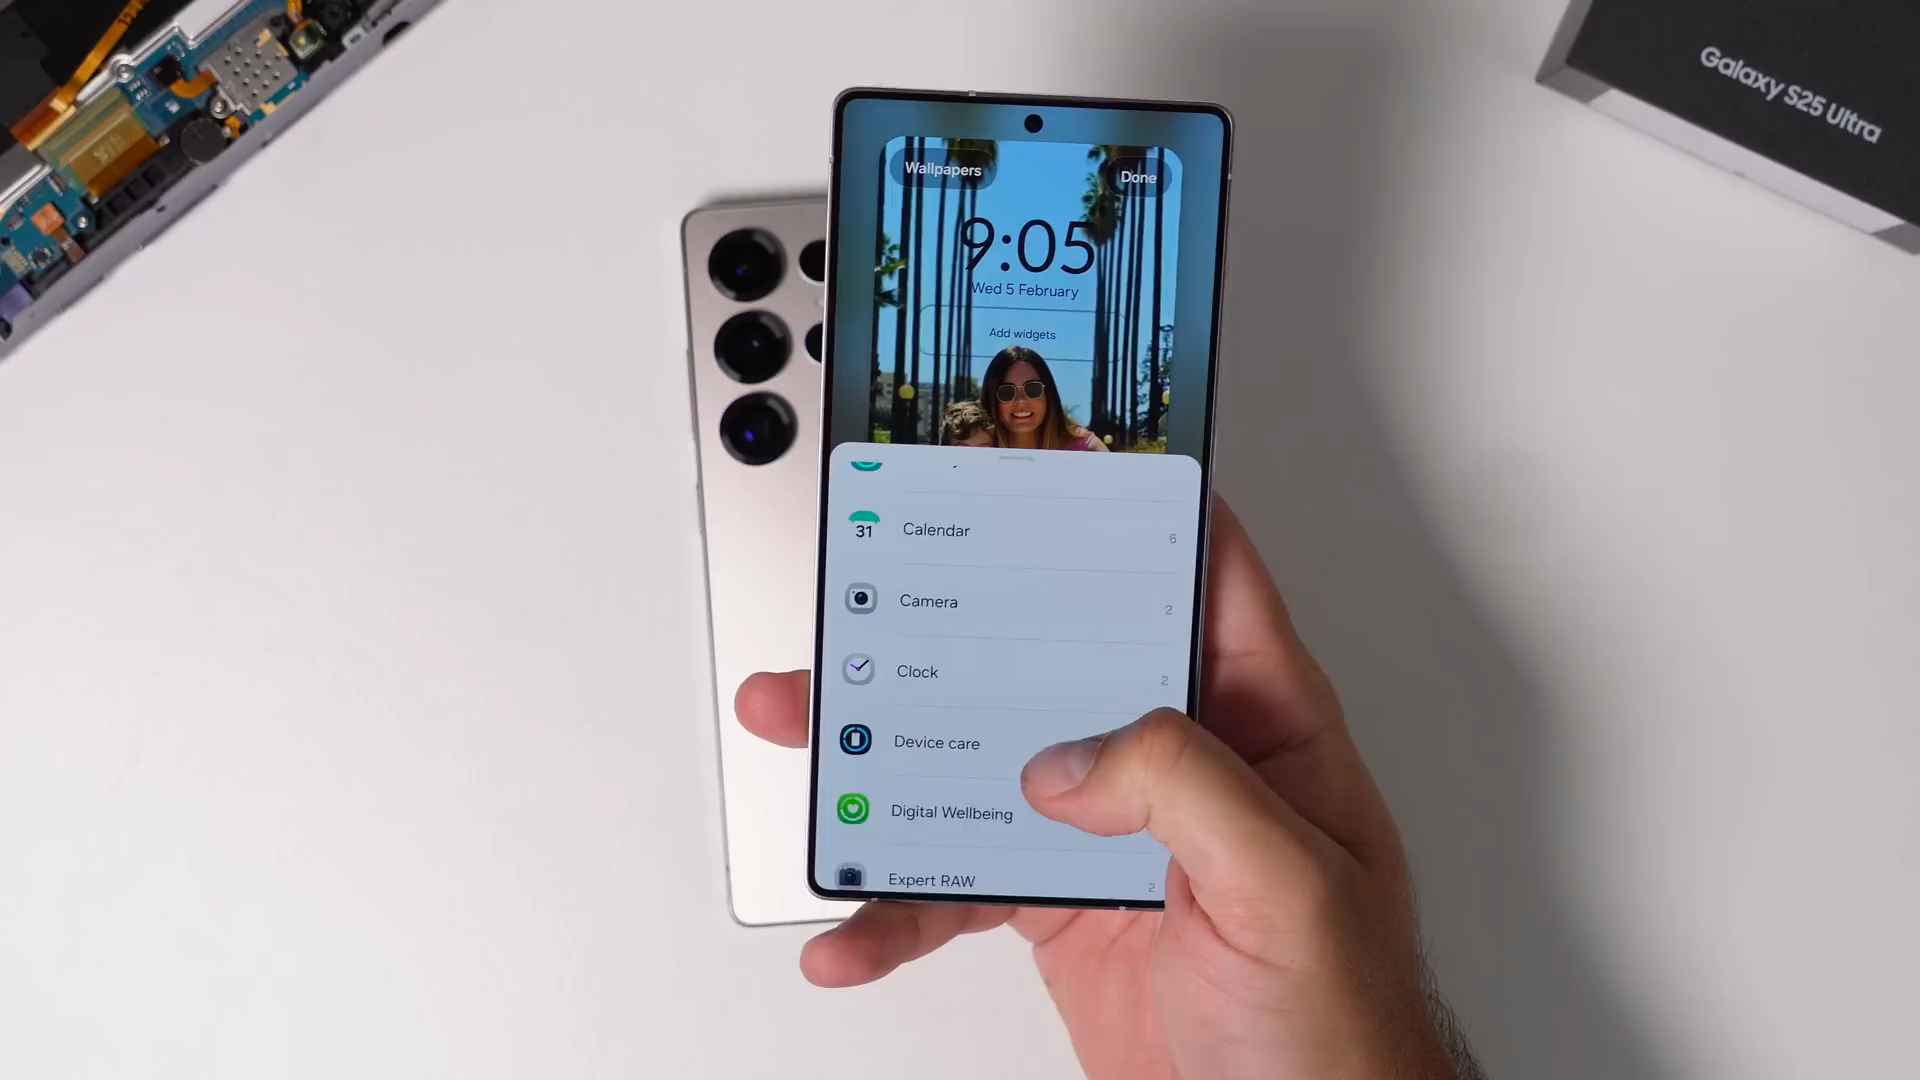 Galaxy S25 Ultra
Wallpapers
Done
9:05
Wed 5 February
Add widgets
31
Calendar
6
Camera
2
Clock
2
Device care
Digital Wellbeing
Expert RAW
2